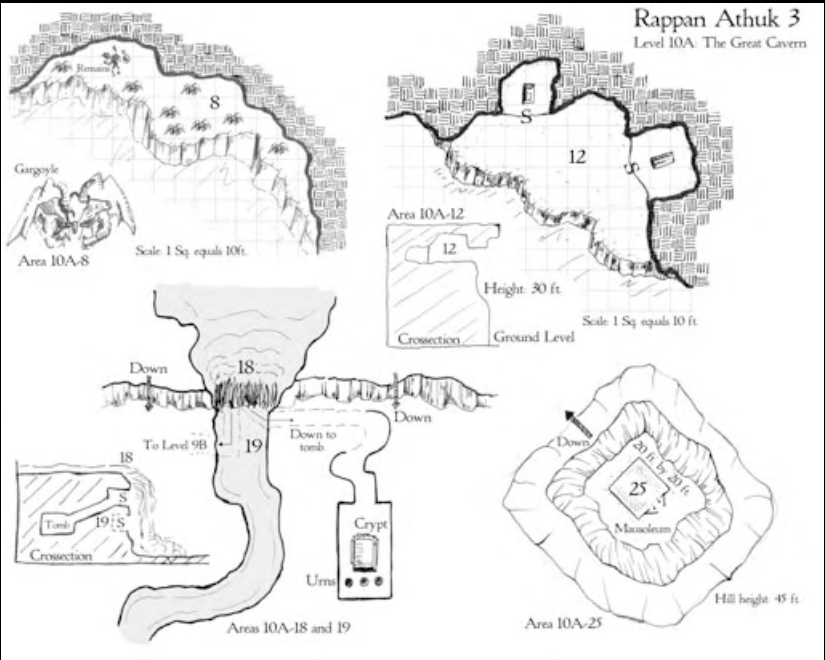 Rappan Athuk 3
Level 10A: The Great Cavern
Remains
8
Gargoyle
Area 10A-8
Scale: 1 Sq. equals 10ft.
S
12
S
Area 10A-12
12
Height: 30 ft.
Crossection
Ground Level
Scale: 1 Sq. equals 10 ft.
Down
18
Down
To Level 9B
19
Down to
tomb
18
S
Tomb
19
S
Crossection
Crypt
Urns
Areas 10A-18 and 19
Down
20 ft. by 20 ft.
25
Mausoleum
Hill height: 45 ft.
Area 10A-25